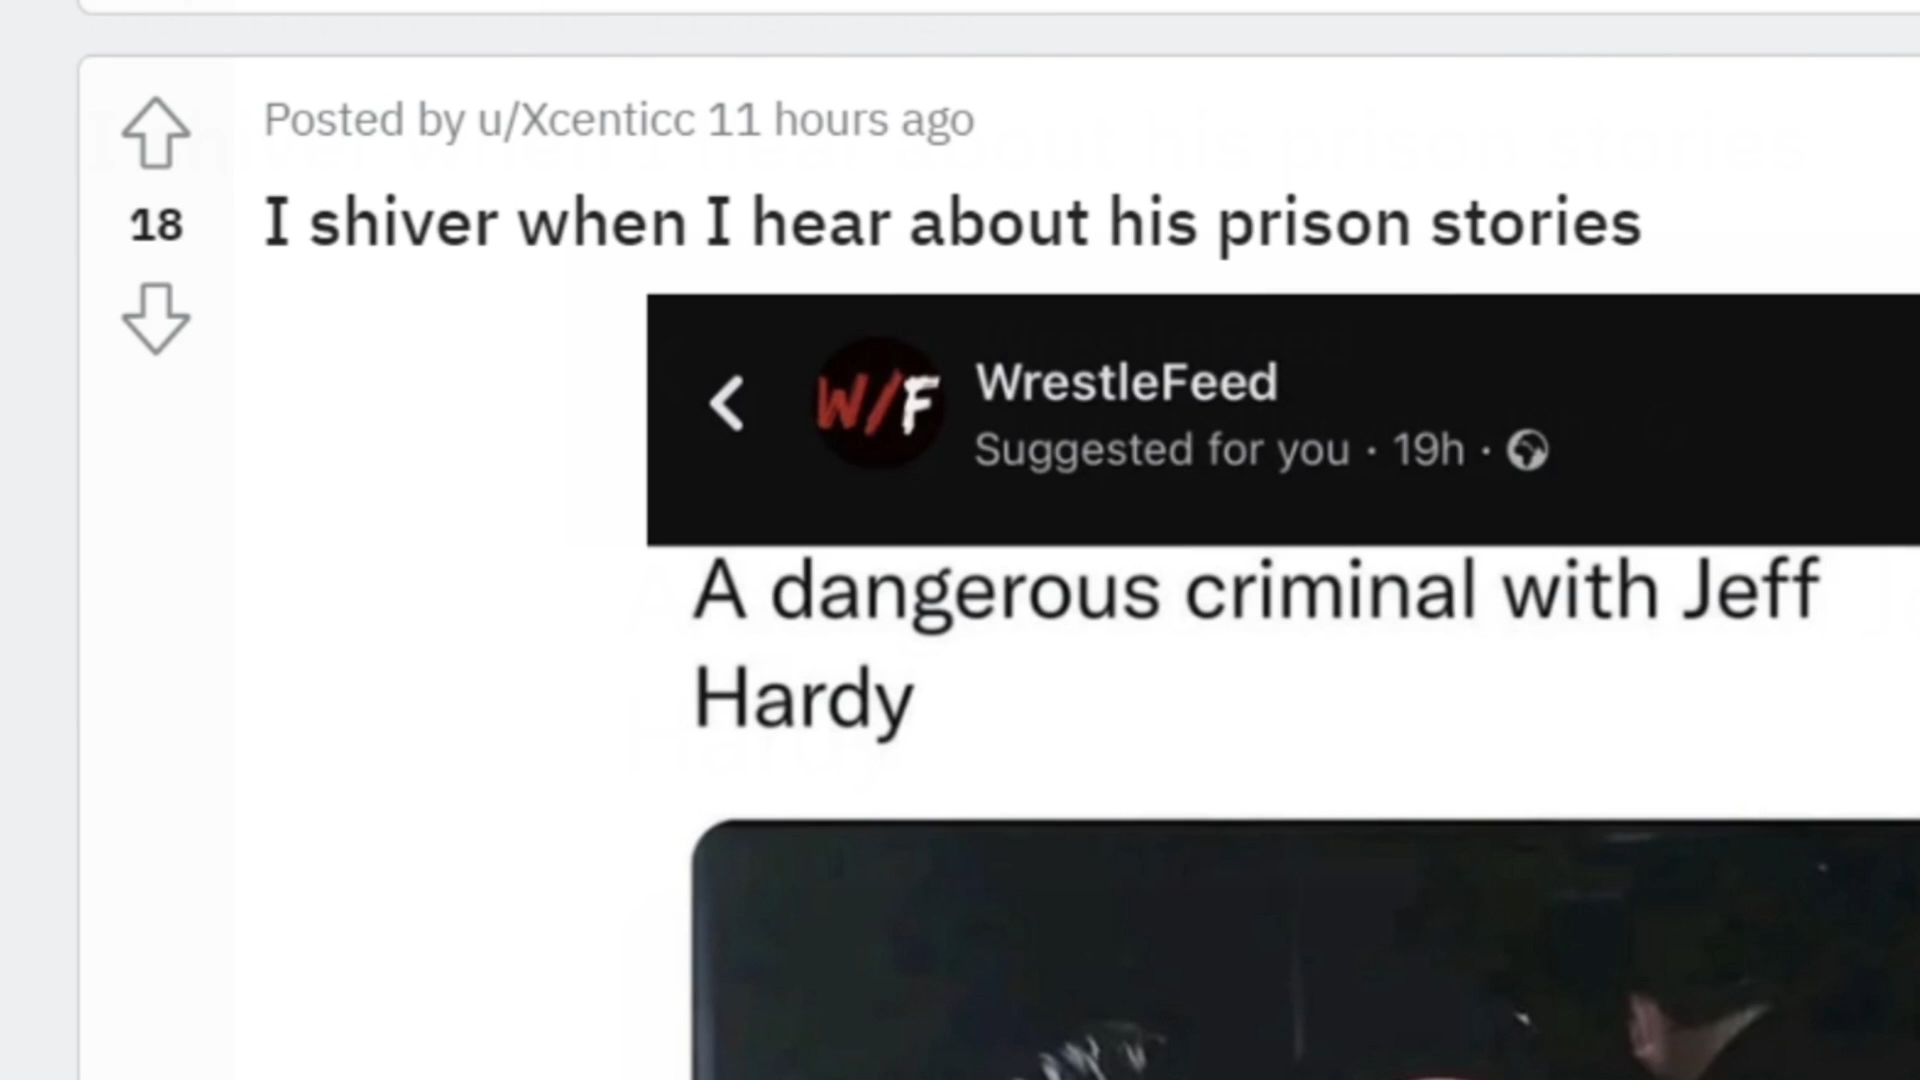 Posted by u/Xcenticc 11 hours ago
18
I shiver when I hear about his prison stories
W/F
WrestleFeed
Suggested for you · 19h ·
A dangerous criminal with Jeff
Hardy